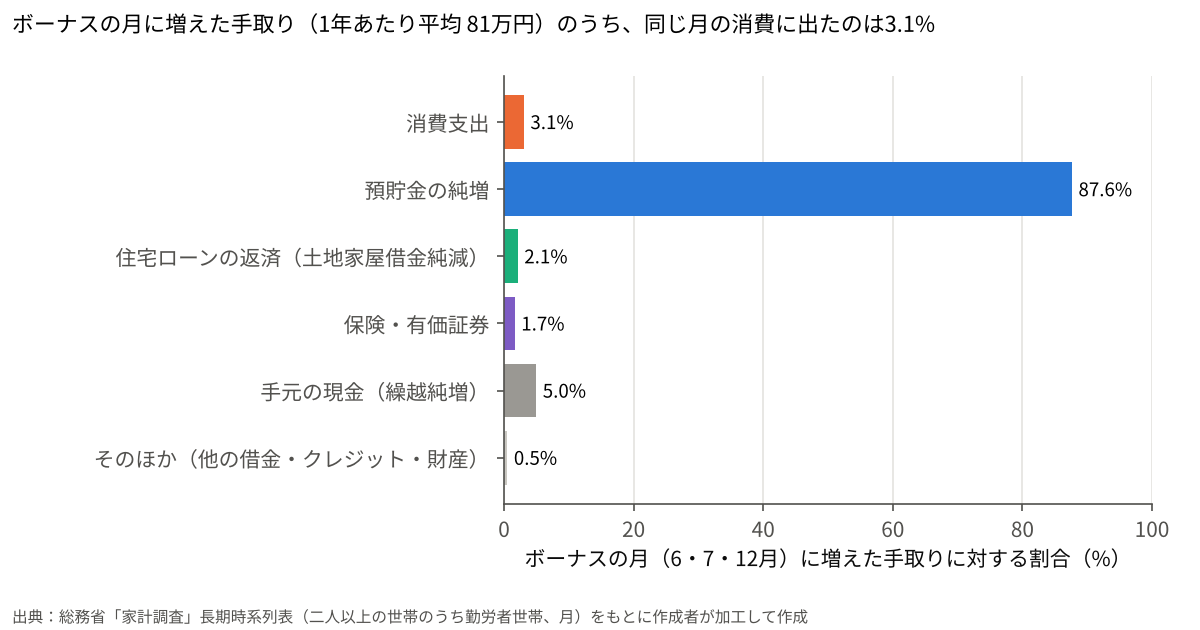 ボーナスの月に増えた手取り（1年あたり平均 81万円）のうち、同じ月の消費に出たのは3.1%
消費支出
3.1%
預貯金の純増
87.6%
住宅ローンの返済（土地家屋借金純減）
2.1%
保険・有価証券
1.7%
手元の現金（繰越純増）
5.0%
そのほか（他の借金・クレジット・財産）
0.5%
0 20 40 60 80 100
ボーナスの月（6・7・12月）に増えた手取りに対する割合（%）
出典：総務省「家計調査」長期時系列表（二人以上の世帯のうち勤労者世帯、月）をもとに作成者が加工して作成